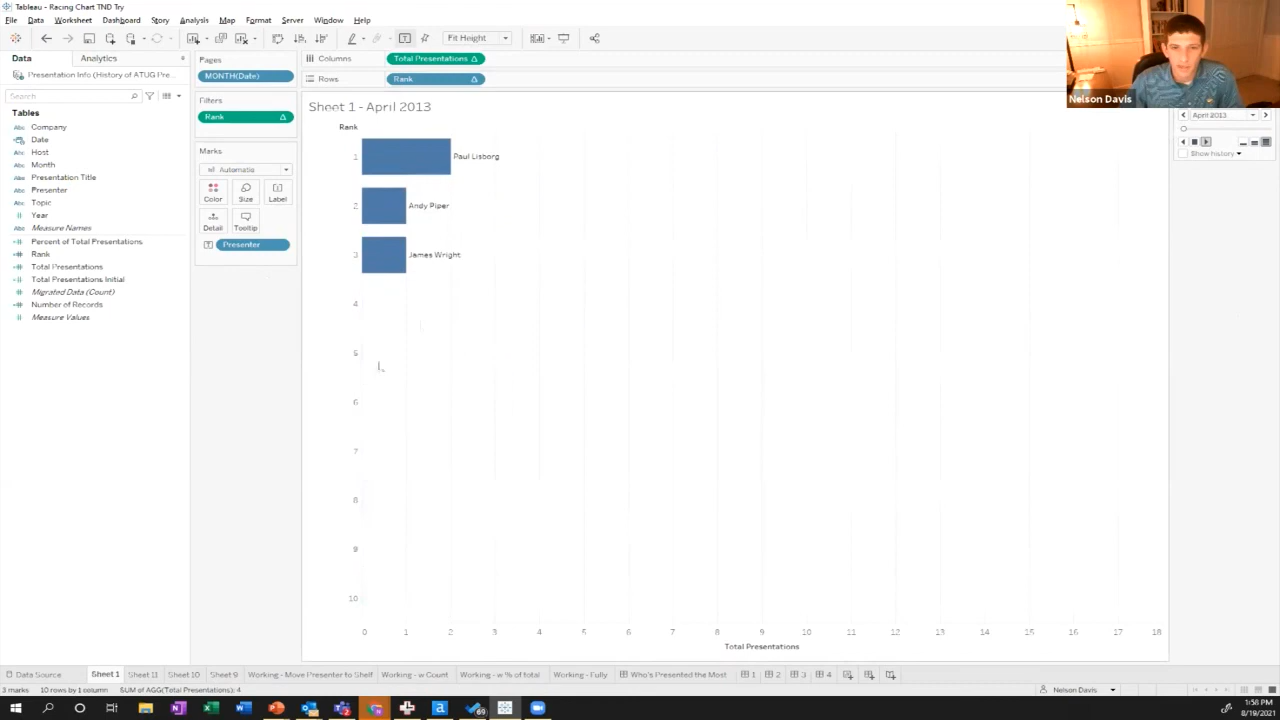 Tableau - Racing Chart TND Try
File Data Worksheet Dashboard Story Analysis Map Format Server Window Help
Fit Height
Data Analytics
Presentation Info (History of ATUG Pre...
Search
Tables
Company
Date
Host
Month
Presentation Title
Presenter
Topic
Year
Measure Names
Percent of Total Presentations
Rank
Total Presentations
Total Presentations Initial
Migrated Data (Count)
Number of Records
Measure Values
Pages
MONTH(Date)
Filters
Rank
Marks
Automatic
Color Size Label
Detail Tooltip
Presenter
Columns Total Presentations
Rows Rank
Sheet 1 - April 2013
Rank
1 Paul Lisborg
2 Andy Piper
3 James Wright
4
5
6
7
8
9
10
0 1 2 3 4 5 6 7 8 9 10 11 12 13 14 15 16 17 18
Total Presentations
Nelson Davis
April 2013
Show history
Data Source Sheet 1 Sheet 11 Sheet 10 Sheet 9 Working - Move Presenter to Shelf Working - w Count Working - w % of total Working - Fully Who's Presented the Most 1 2 3 4
3 marks 10 rows by 1 column SUM of AGG(Total Presentations): 4 Nelson Davis
69
1:58 PM
8/19/2021